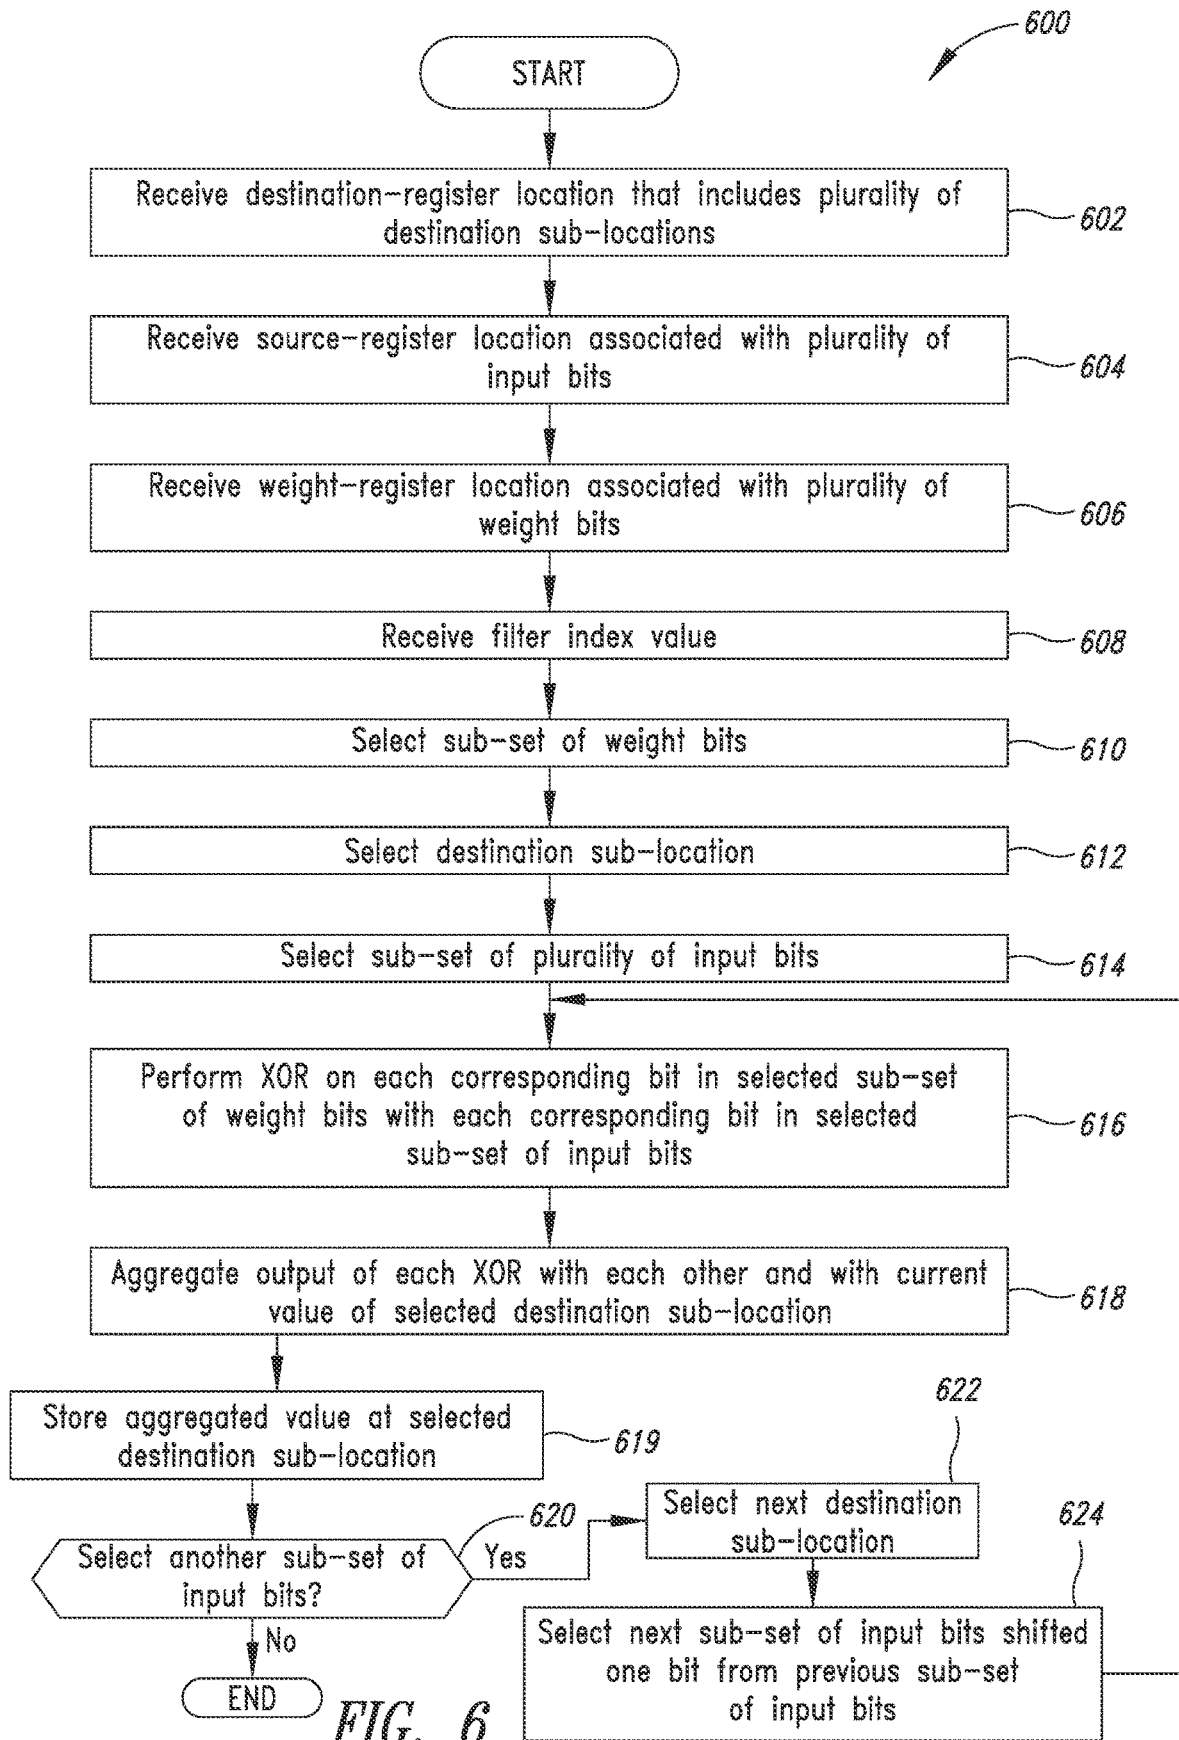 600
START
Receive destination-register location that includes plurality of
destination sub-locations
602
Receive source-register location associated with plurality of
input bits
604
Receive weight-register location associated with plurality of
weight bits
606
Receive filter index value
608
Select sub-set of weight bits
610
Select destination sub-location
612
Select sub-set of plurality of input bits
614
Perform XOR on each corresponding bit in selected sub-set
of weight bits with each corresponding bit in selected
sub-set of input bits
616
Aggregate output of each XOR with each other and with current
value of selected destination sub-location
618
Store aggregated value at selected
destination sub-location
619
Select another sub-set of
input bits?
620
Yes
No
END
622
Select next destination
sub-location
624
Select next sub-set of input bits shifted
one bit from previous sub-set
of input bits
FIG. 6